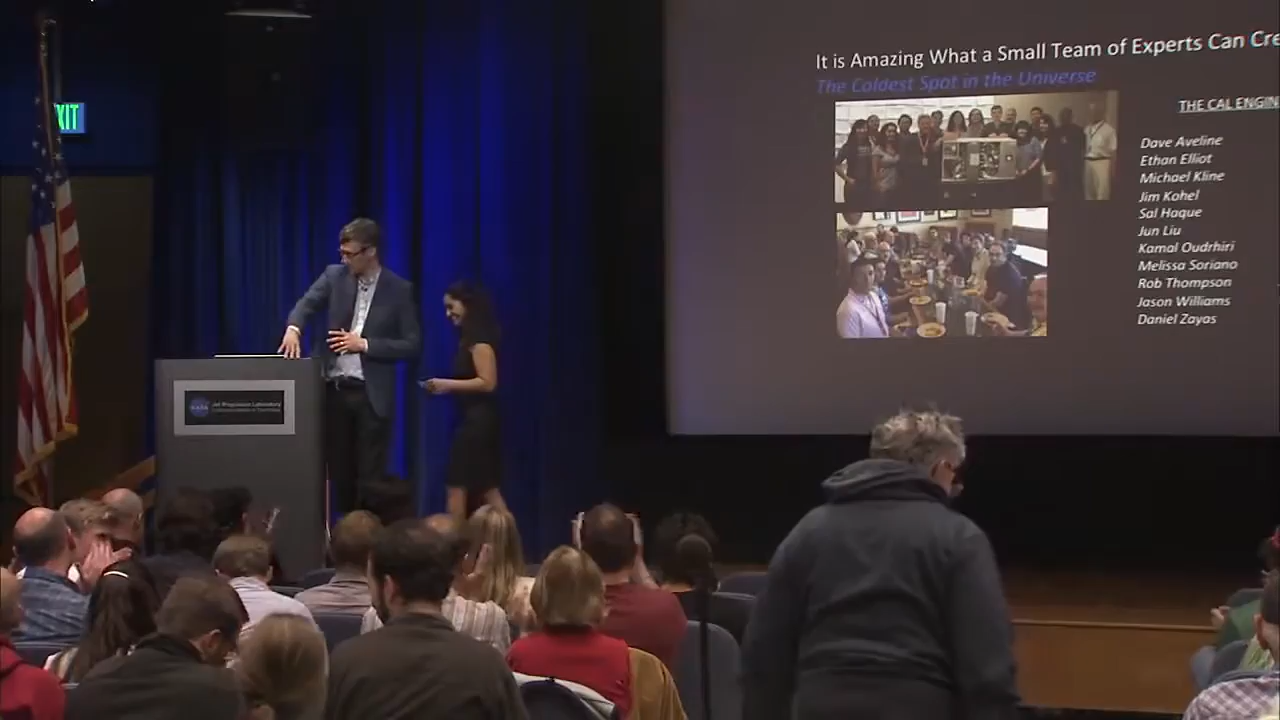 It is Amazing What a Small Team of Experts Can Cre
The Coldest Spot in the Universe
XIT
THE CAL ENGIN
Dave Aveline
Ethan Elliot
Michael Kline
Jim Kohel
Sal Haque
Jun Liu
Kamal Oudrhiri
Melissa Soriano
Rob Thompson
Jason Williams
Daniel Zayas
NASA
Jet Propulsion Laboratory